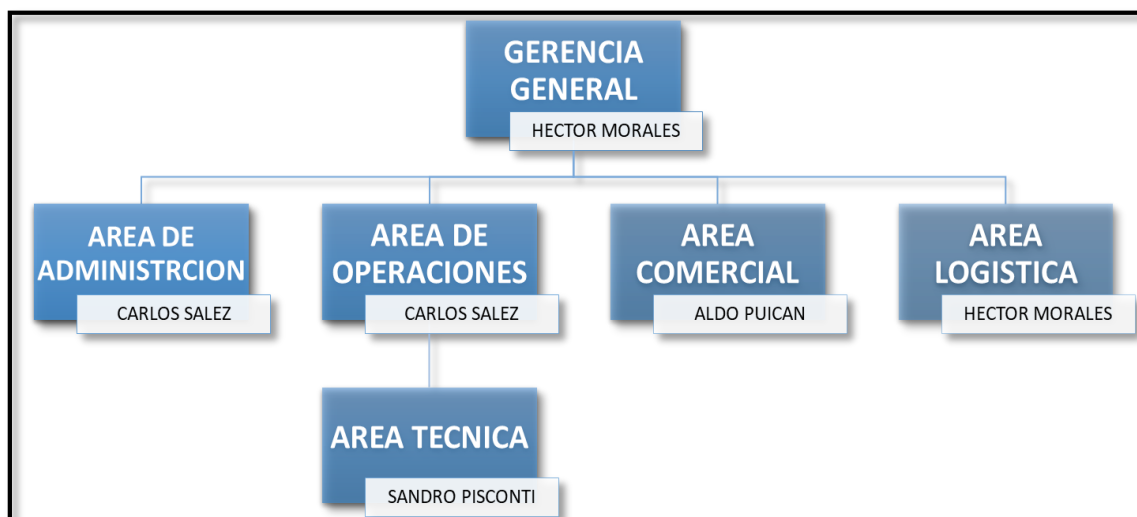 GERENCIA
GENERAL
HECTOR MORALES
AREA DE
ADMINISTRCION
CARLOS SALEZ
AREA DE
OPERACIONES
CARLOS SALEZ
AREA
COMERCIAL
ALDO PUICAN
AREA
LOGISTICA
HECTOR MORALES
AREA TECNICA
SANDRO PISCONTI